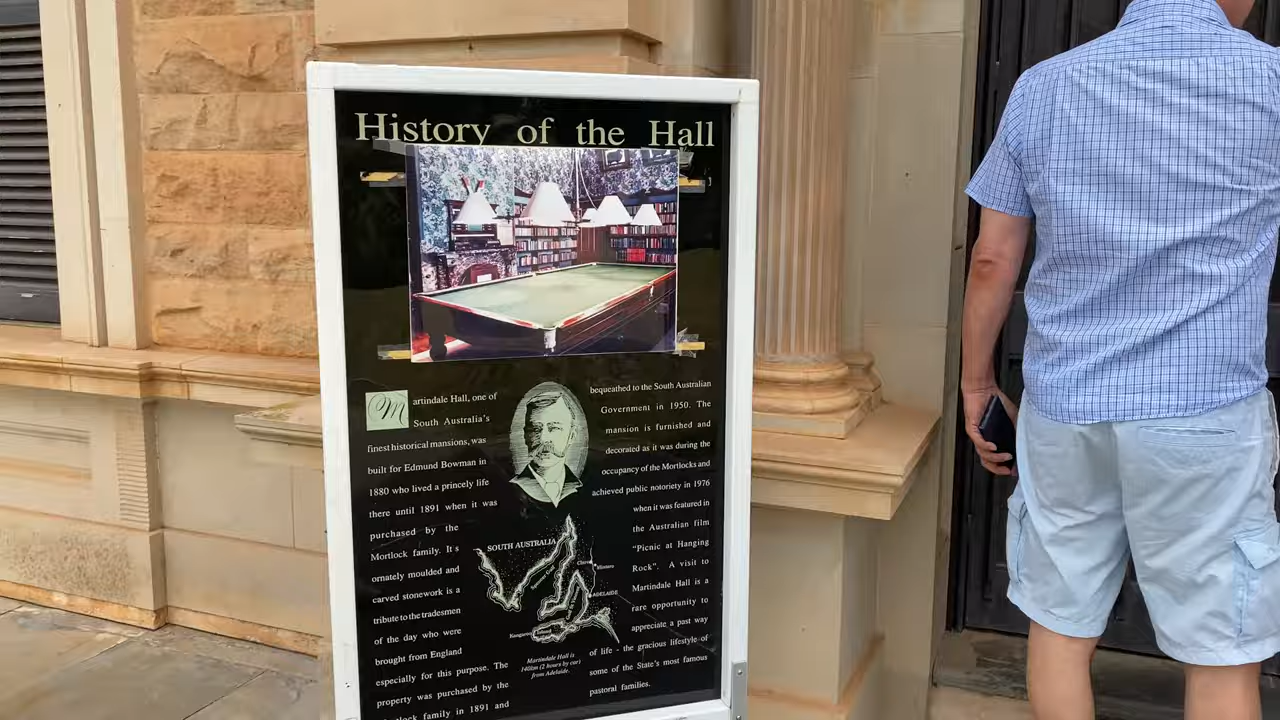 History of the Hall
Martindale Hall, one of
South Australia's
finest historical mansions, was
built for Edmund Bowman in
1880 who lived a princely life
there until 1891 when it was
purchased by the
Mortlock family. It s
ornately moulded and
carved stonework is a
tribute to the tradesmen
of the day who were
brought from England
especially for this purpose. The
property was purchased by the
family in 1891 and
SOUTH AUSTRALIA
Clare
ADELAIDE
Kangaroo Island
Martindale Hall is
140km (2 hours by car)
from Adelaide.
bequeathed to the South Australian
Government in 1950. The
mansion is furnished and
decorated as it was during the
occupancy of the Mortlocks and
achieved public notoriety in 1976
when it was featured in
the Australian film
"Picnic at Hanging
Rock". A visit to
Martindale Hall is a
rare opportunity to
appreciate a past way
of life - the gracious lifestyle of
some of the State's most famous
pastoral families.